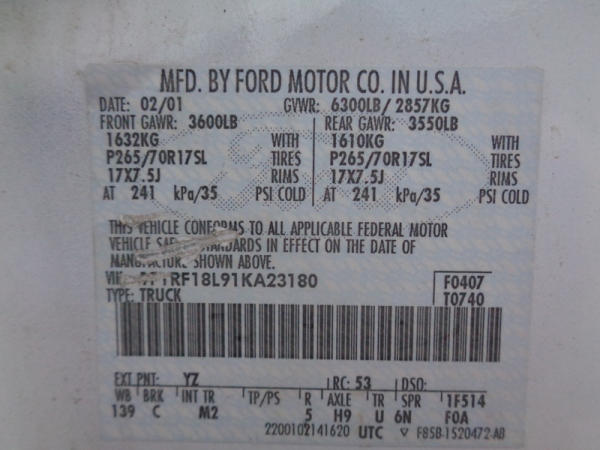 MFD. BY FORD MOTOR CO. IN U.S.A.
DATE: 02/01 GVWR: 6300LB/ 2857KG
FRONT GAWR: 3600LB REAR GAWR: 3550LB
1632KG WITH 1610KG WITH
P265/70R17SL TIRES P265/70R17SL TIRES
17X7.5J RIMS 17X7.5J RIMS
AT 241 kPa/35 PSI COLD AT 241 kPa/35 PSI COLD
THIS VEHICLE CONFORMS TO ALL APPLICABLE FEDERAL MOTOR
VEHICLE STANDARDS IN EFFECT ON THE DATE OF
SHOWN ABOVE.
RF18L91KA23180 F0407
TYPE: TRUCK T0740
EXT PNT: YZ RC: 53 DSO:
WB BRK INT TR TP/PS R AXLE TR SPR 1F514
139 C M2 5 H9 U 6N F0A
2200102141620 UTC ▽ F85B-1520472-AB